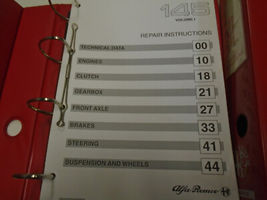 145
VOLUME I
REPAIR INSTRUCTIONS
TECHNICAL DATA 00
ENGINES 10
CLUTCH 18
GEARBOX 21
FRONT AXLE 27
BRAKES 33
STEERING 41
SUSPENSION AND WHEELS 44
Alfa Romeo